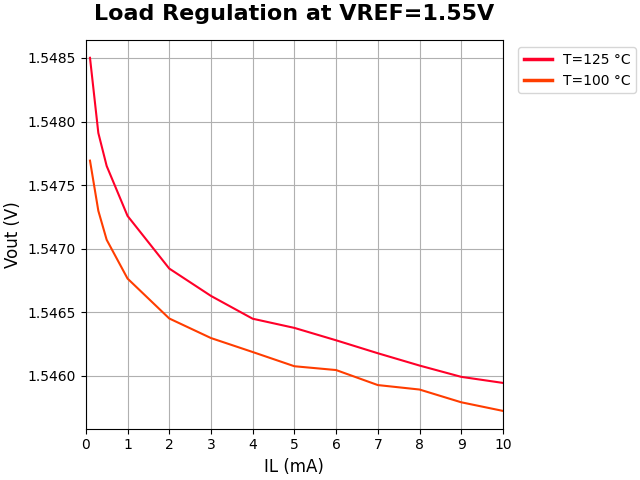 Load Regulation at VREF=1.55V
T=125 °C
T=100 °C
Vout (V)
1.5485
1.5480
1.5475
1.5470
1.5465
1.5460
0 1 2 3 4 5 6 7 8 9 10
IL (mA)